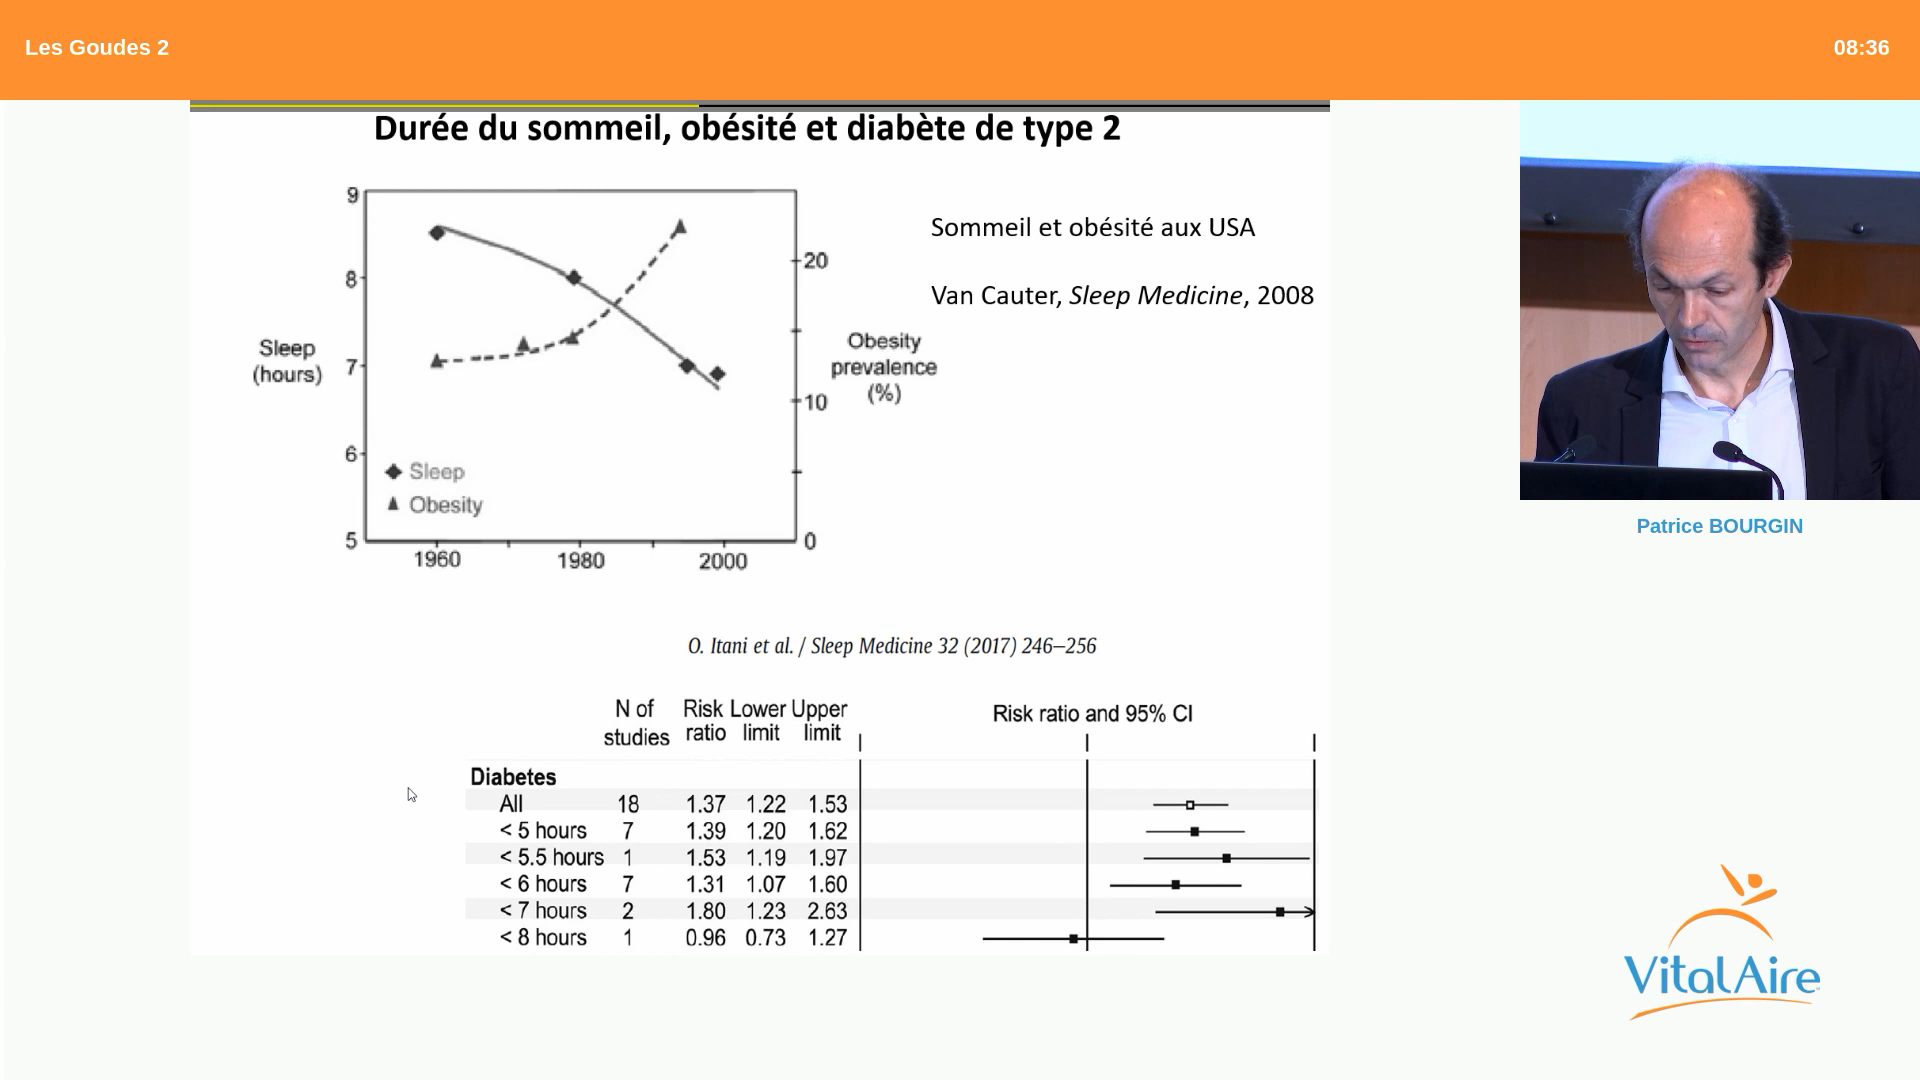 Les Goudes 2
08:36
Durée du sommeil, obésité et diabète de type 2
9
8
7
6
5
Sleep
(hours)
Sleep
Obesity
1960
1980
2000
20
10
0
Obesity
prevalence
(%)
Sommeil et obésité aux USA
Van Cauter, Sleep Medicine, 2008
Patrice BOURGIN
O. Itani et al. / Sleep Medicine 32 (2017) 246–256
N of studies Risk ratio Lower limit Upper limit Risk ratio and 95% CI
Diabetes
All 18 1.37 1.22 1.53
< 5 hours 7 1.39 1.20 1.62
< 5.5 hours 1 1.53 1.19 1.97
< 6 hours 7 1.31 1.07 1.60
< 7 hours 2 1.80 1.23 2.63
< 8 hours 1 0.96 0.73 1.27
VitalAire